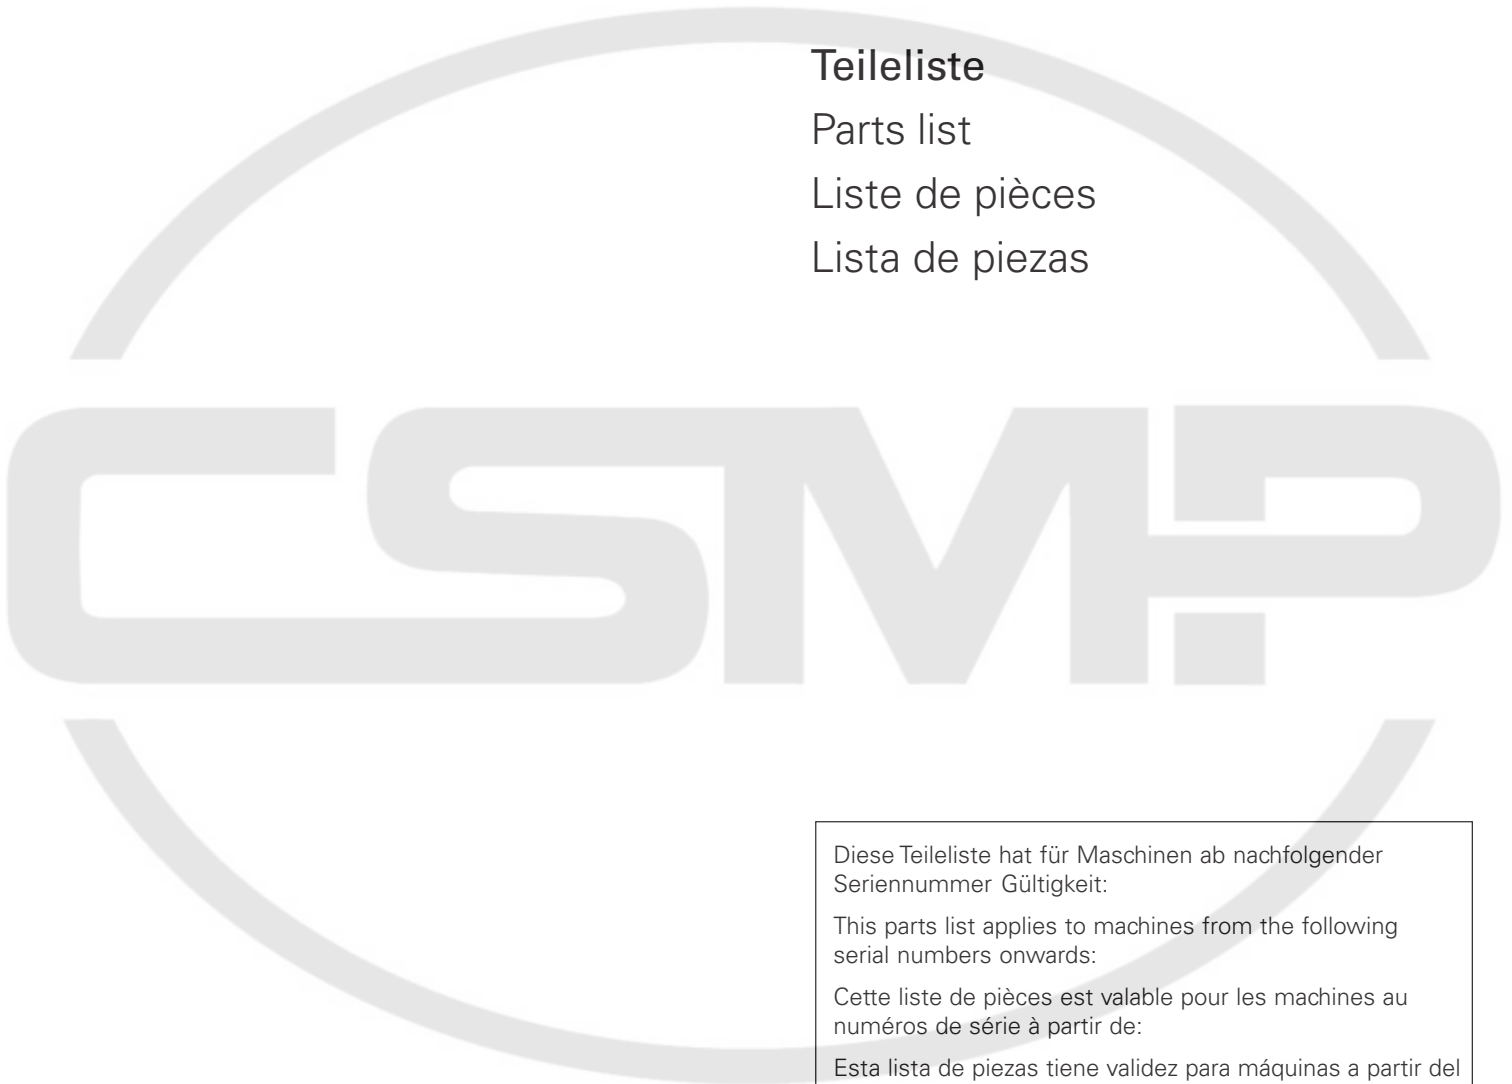 Teileliste
Parts list
Liste de pièces
Lista de piezas
CSMP
Diese Teileliste hat für Maschinen ab nachfolgender
Seriennummer Gültigkeit:
This parts list applies to machines from the following
serial numbers onwards:
Cette liste de pièces est valable pour les machines au
numéros de série à partir de:
Esta lista de piezas tiene validez para máquinas a partir del